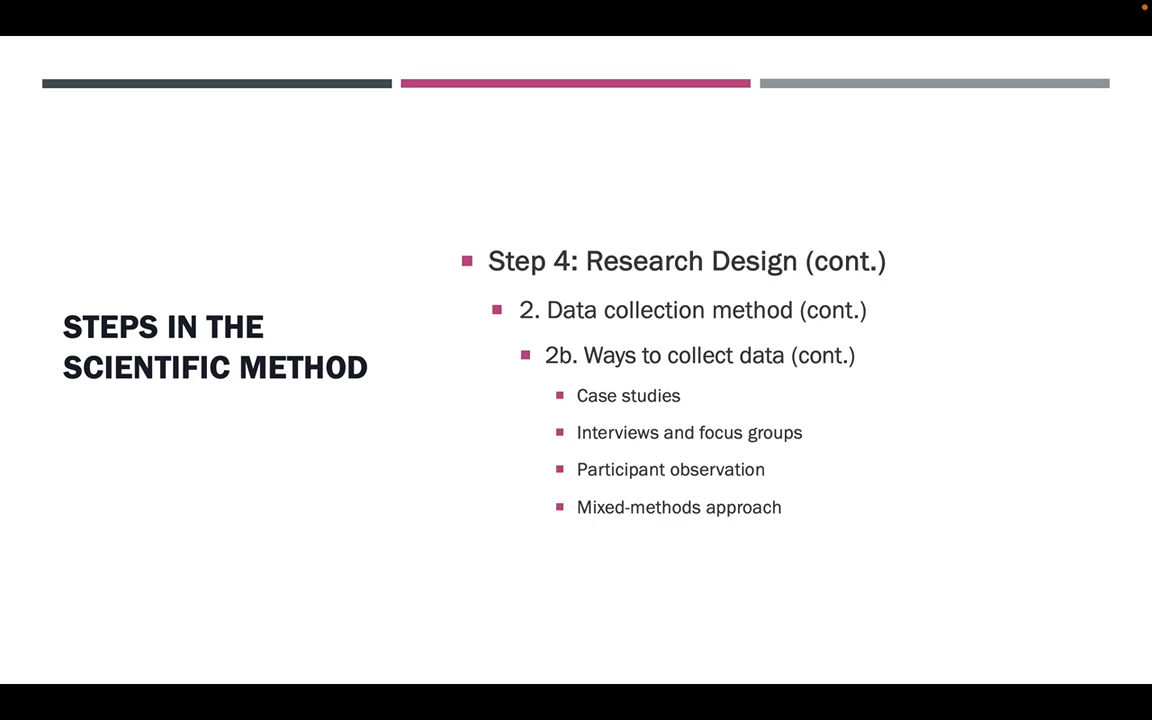 STEPS IN THE
SCIENTIFIC METHOD
Step 4: Research Design (cont.)
2. Data collection method (cont.)
2b. Ways to collect data (cont.)
Case studies
Interviews and focus groups
Participant observation
Mixed-methods approach